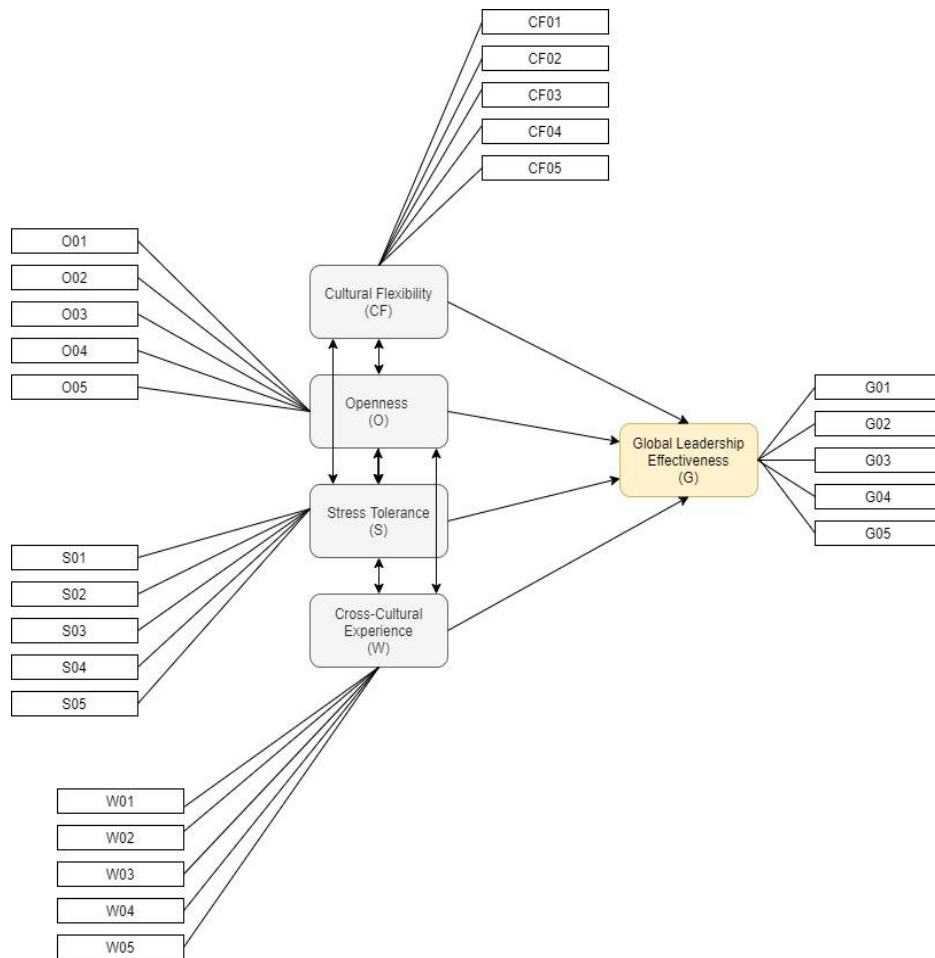 CF01
CF02
CF03
CF04
CF05
O01
O02
O03
O04
O05
Cultural Flexibility
(CF)
Openness
(O)
Global Leadership
Effectiveness
(G)
G01
G02
G03
G04
G05
Stress Tolerance
(S)
S01
S02
S03
S04
S05
Cross-Cultural
Experience
(W)
W01
W02
W03
W04
W05